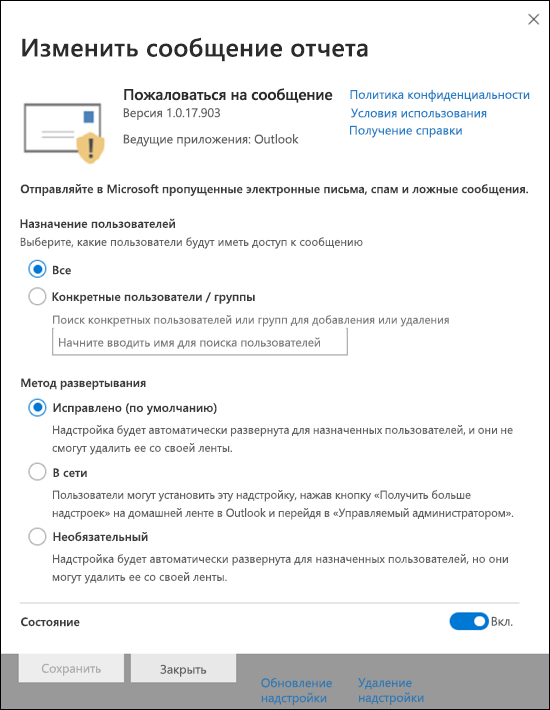 Изменить сообщение отчета
Пожаловаться на сообщение
Версия 1.0.17.903
Ведущие приложения: Outlook
Политика конфиденциальности
Условия использования
Получение справки
Отправляйте в Microsoft пропущенные электронные письма, спам и ложные сообщения.
Назначение пользователей
Выберите, какие пользователи будут иметь доступ к сообщению
Все
Конкретные пользователи / группы
Поиск конкретных пользователей или групп для добавления или удаления
Начните вводить имя для поиска пользователей
Метод развертывания
Исправлено (по умолчанию)
Надстройка будет автоматически развернута для назначенных пользователей, и они не
смогут удалить ее со своей ленты.
В сети
Пользователи могут установить эту надстройку, нажав кнопку «Получить больше
надстроек» на домашней ленте в Outlook и перейдя в «Управляемый администратором».
Необязательный
Надстройка будет автоматически развернута для назначенных пользователей, но они
могут удалить ее со своей ленты.
Состояние
Вкл.
Сохранить
Закрыть
Обновление
надстройки
Удаление
надстройки